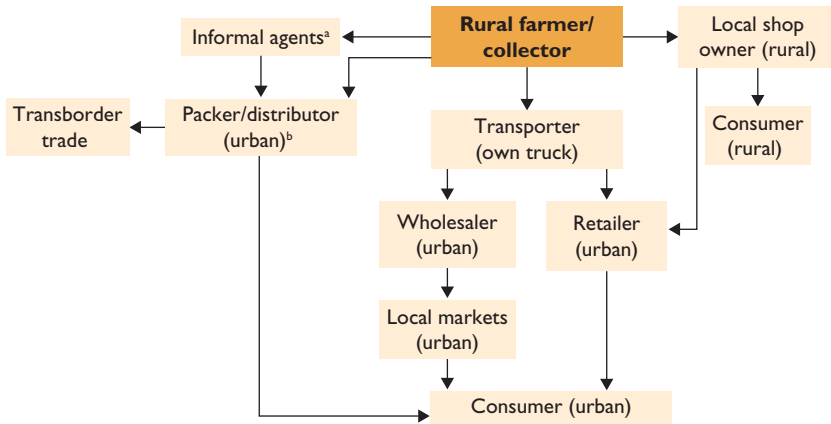 Informal agentsᵃ
Rural farmer/
collector
Local shop
owner (rural)
Transborder
trade
Packer/distributor
(urban)ᵇ
Transporter
(own truck)
Consumer
(rural)
Wholesaler
(urban)
Retailer
(urban)
Local markets
(urban)
Consumer (urban)